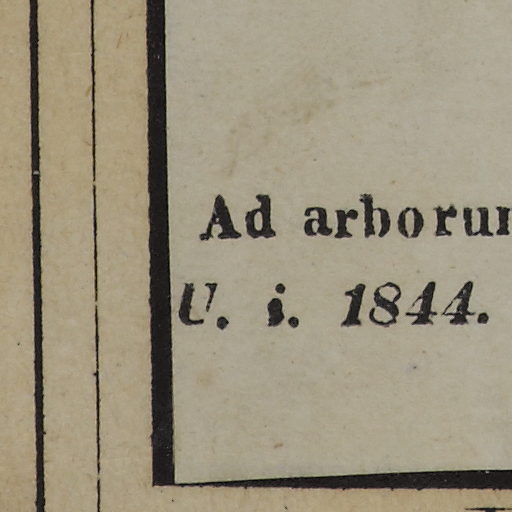 Ad arborum
U. i. 1844.